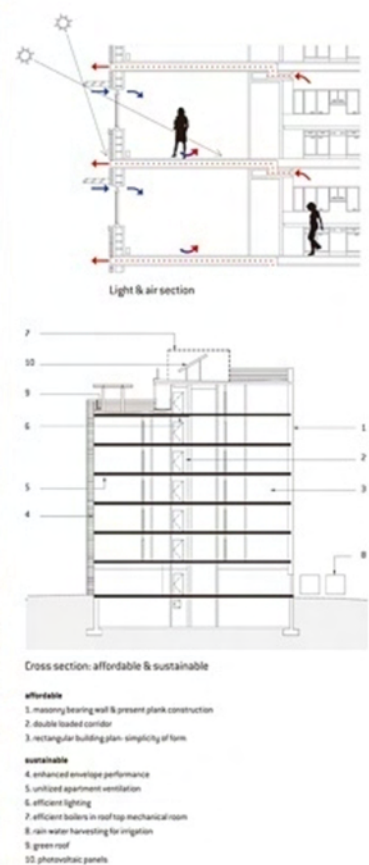 Light & air section
7
10
9
6
1
2
5
3
4
8
Cross section: affordable & sustainable
affordable
1. masonry bearing wall & present plank construction
2. double loaded corridor
3. rectangular building plan- simplicity of form
sustainable
4. enhanced envelope performance
5. unitized apartment ventilation
6. efficient lighting
7. efficient boilers in roof top mechanical room
8. rain water harvesting for irrigation
9. green roof
10. photovoltaic panels